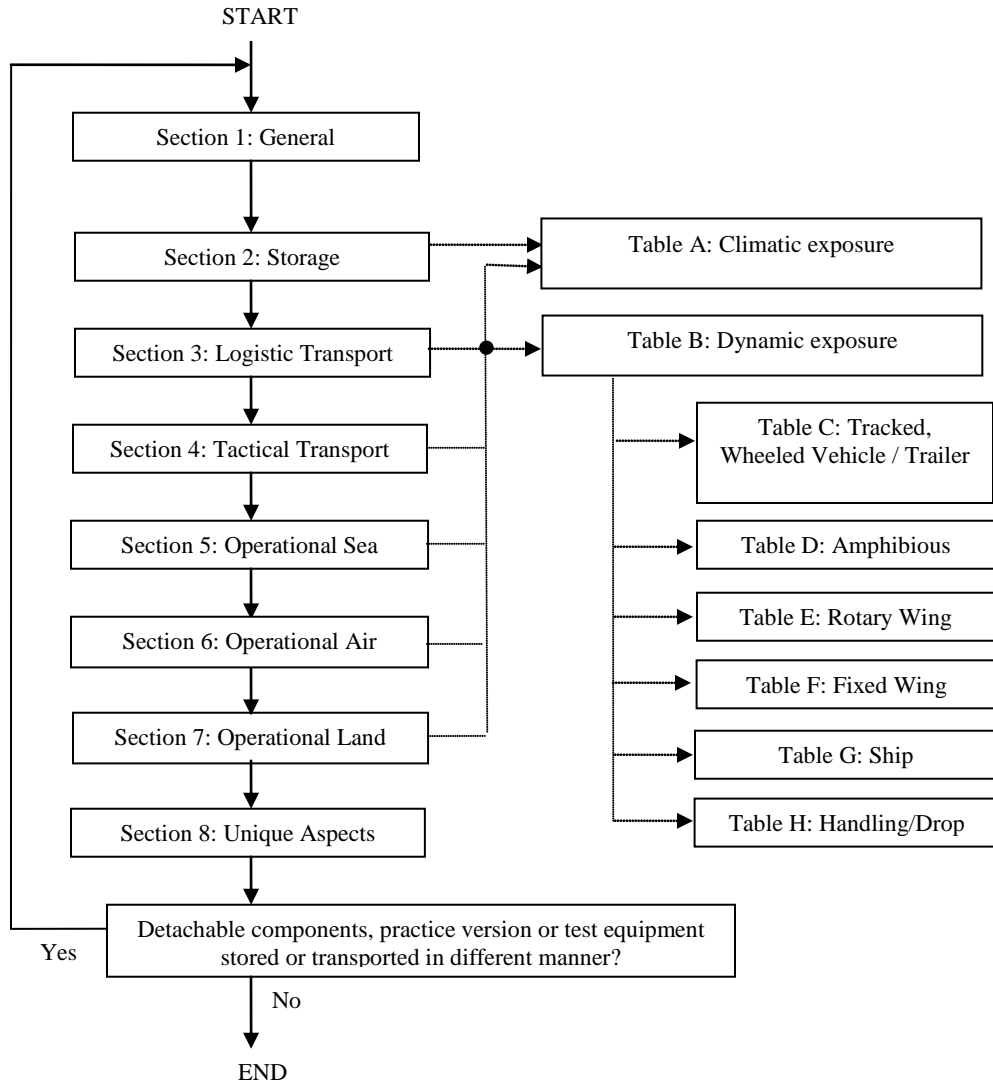 START
Section 1: General
Section 2: Storage
Table A: Climatic exposure
Section 3: Logistic Transport
Table B: Dynamic exposure
Section 4: Tactical Transport
Table C: Tracked,
Wheeled Vehicle / Trailer
Section 5: Operational Sea
Table D: Amphibious
Section 6: Operational Air
Table E: Rotary Wing
Table F: Fixed Wing
Section 7: Operational Land
Table G: Ship
Section 8: Unique Aspects
Table H: Handling/Drop
Detachable components, practice version or test equipment
stored or transported in different manner?
Yes
No
END